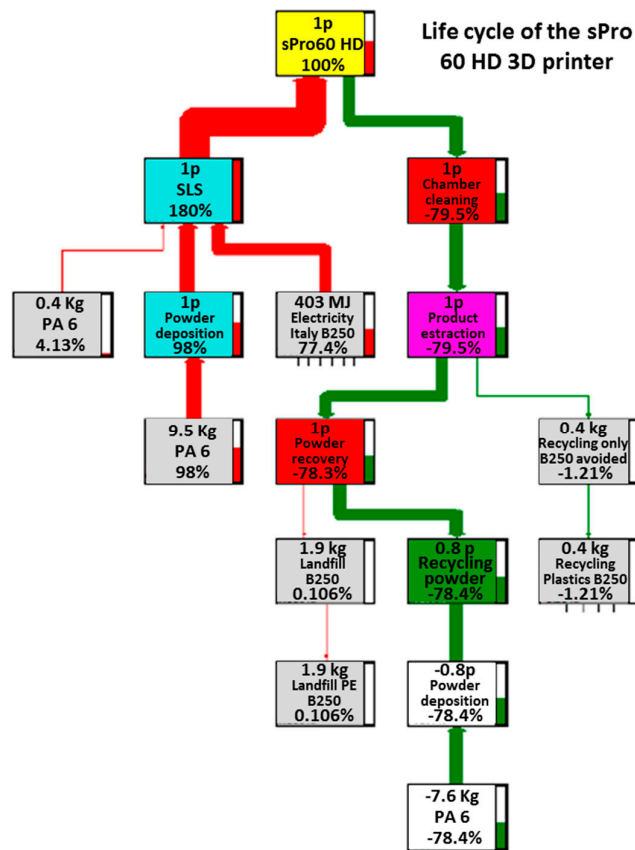 Life cycle of the sPro
60 HD 3D printer
1p
sPro60 HD
100%
1p
SLS
180%
1p
Chamber
cleaning
-79.5%
0.4 Kg
PA 6
4.13%
1p
Powder
deposition
98%
403 MJ
Electricity
Italy B250
77.4%
1p
Product
estraction
-79.5%
9.5 Kg
PA 6
98%
1p
Powder
recovery
-78.3%
0.4 kg
Recycling only
B250 avoided
-1.21%
1.9 kg
Landfill
B250
0.106%
0.8 p
Recycling
powder
-78.4%
0.4 kg
Recycling
Plastics B250
-1.21%
1.9 kg
Landfill PE
B250
0.106%
-0.8p
Powder
deposition
-78.4%
-7.6 Kg
PA 6
-78.4%